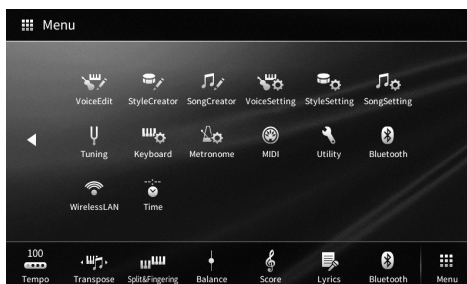 Menu
VoiceEdit StyleCreator SongCreator VoiceSetting StyleSetting SongSetting
Tuning Keyboard Metronome MIDI Utility Bluetooth
WirelessLAN Time
100
Tempo Transpose Split&Fingering Balance Score Lyrics Bluetooth Menu